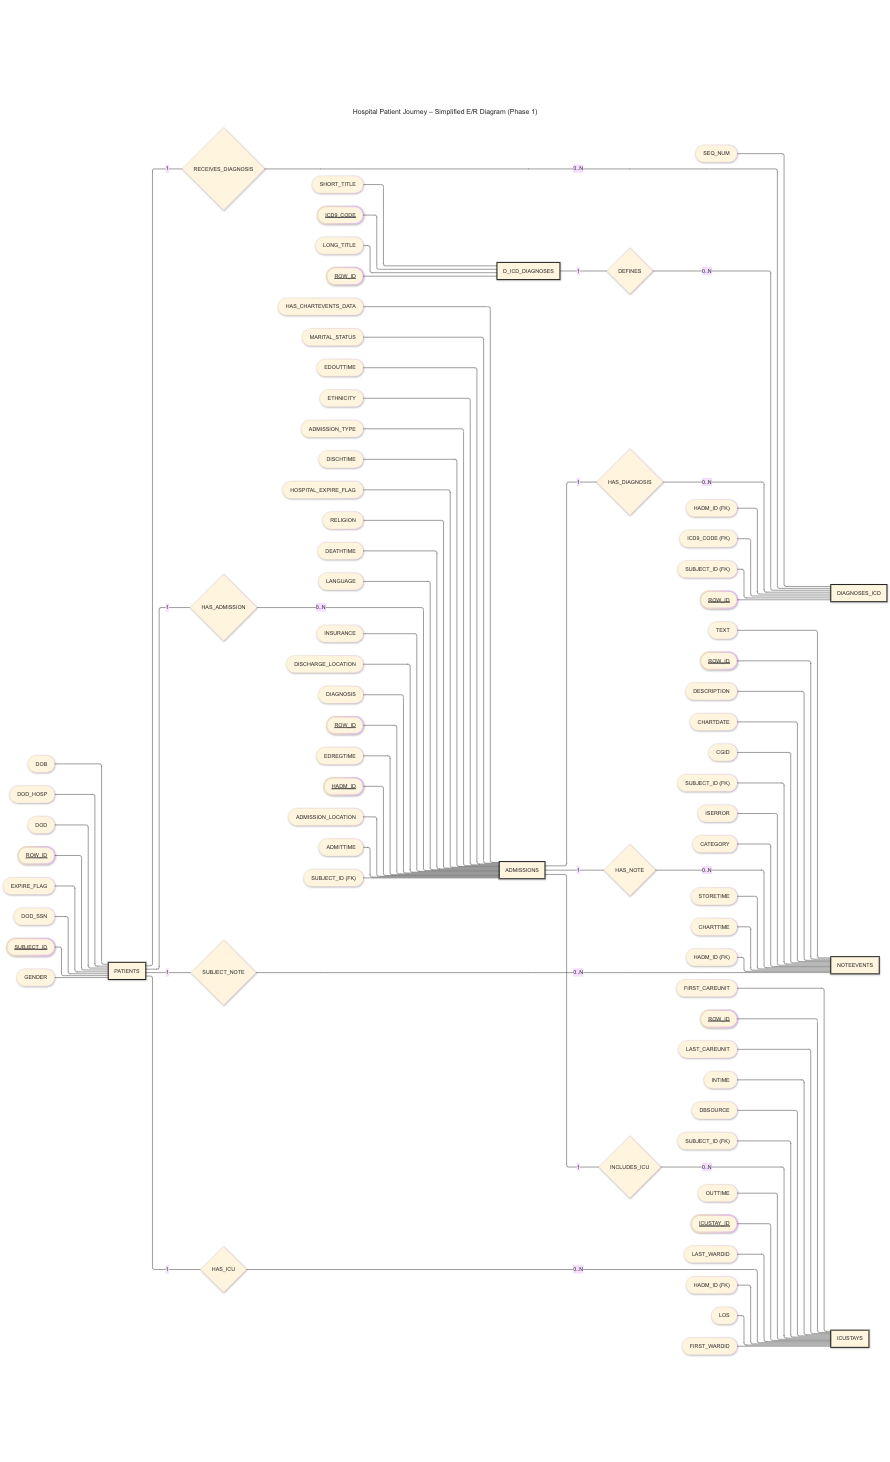 Hospital Patient Journey – Simplified E/R Diagram (Phase 1)
SEQ_NUM
1
RECEIVES_DIAGNOSIS
0..N
SHORT_TITLE
ICD9_CODE
LONG_TITLE
ROW_ID
D_ICD_DIAGNOSES
1
DEFINES
0..N
HAS_CHARTEVENTS_DATA
MARITAL_STATUS
EDOUTTIME
ETHNICITY
ADMISSION_TYPE
DISCHTIME
HOSPITAL_EXPIRE_FLAG
RELIGION
DEATHTIME
LANGUAGE
1
HAS_DIAGNOSIS
0..N
HADM_ID (FK)
ICD9_CODE (FK)
SUBJECT_ID (FK)
ROW_ID
DIAGNOSES_ICD
1
HAS_ADMISSION
0..N
INSURANCE
DISCHARGE_LOCATION
DIAGNOSIS
ROW_ID
EDREGTIME
HADM_ID
ADMISSION_LOCATION
ADMITTIME
SUBJECT_ID (FK)
ADMISSIONS
TEXT
ROW_ID
DESCRIPTION
CHARTDATE
CGID
SUBJECT_ID (FK)
ISERROR
CATEGORY
1
HAS_NOTE
0..N
STORETIME
CHARTTIME
HADM_ID (FK)
NOTEEVENTS
DOB
DOD_HOSP
DOD
ROW_ID
EXPIRE_FLAG
DOD_SSN
SUBJECT_ID
GENDER
PATIENTS
1
SUBJECT_NOTE
0..N
FIRST_CAREUNIT
ROW_ID
LAST_CAREUNIT
INTIME
DBSOURCE
SUBJECT_ID (FK)
1
INCLUDES_ICU
0..N
OUTTIME
ICUSTAY_ID
LAST_WARDID
1
HAS_ICU
0..N
HADM_ID (FK)
LOS
FIRST_WARDID
ICUSTAYS